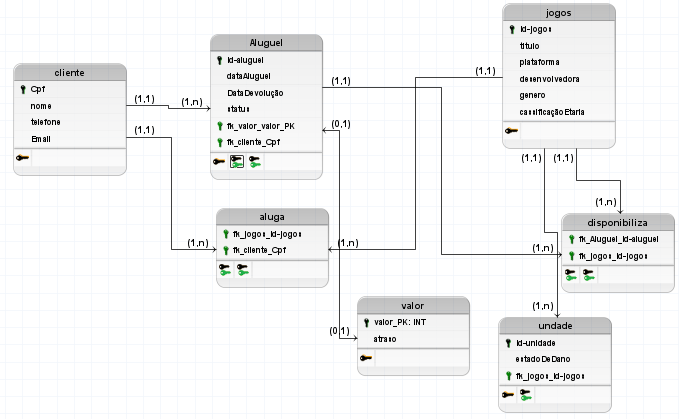 cliente
Cpf
nome
telefone
Email
(1,1)
(1,n)
(1,1)
(1,n)
Aluguel
id-aluguel
dataAluguel
DataDevolução
status
fk_valor_valor_PK
fk_cliente_Cpf
(1,1)
(0,1)
(1,1)
jogos
id-jogos
titulo
plataforma
desenvolvedora
genero
classificaçãoEtaria
(1,1)
(1,1)
aluga
fk_jogos_id-jogos
fk_cliente_Cpf
(1,n)
(1,n)
(1,n)
disponibiliza
fk_Aluguel_id-aluguel
fk_jogos_id-jogos
valor
valor_PK: INT
atraso
(0,1)
(1,n)
undade
id-unidade
estadoDeDano
fk_jogos_id-jogos